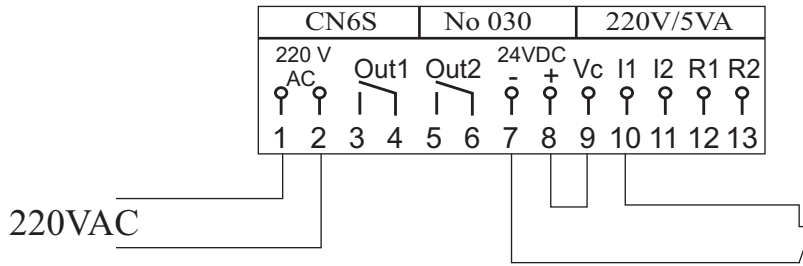 CN6S No 030 220V/5VA
220 V 24VDC
AC Out1 Out2 - + Vc I1 I2 R1 R2
1 2 3 4 5 6 7 8 9 10 11 12 13
220VAC